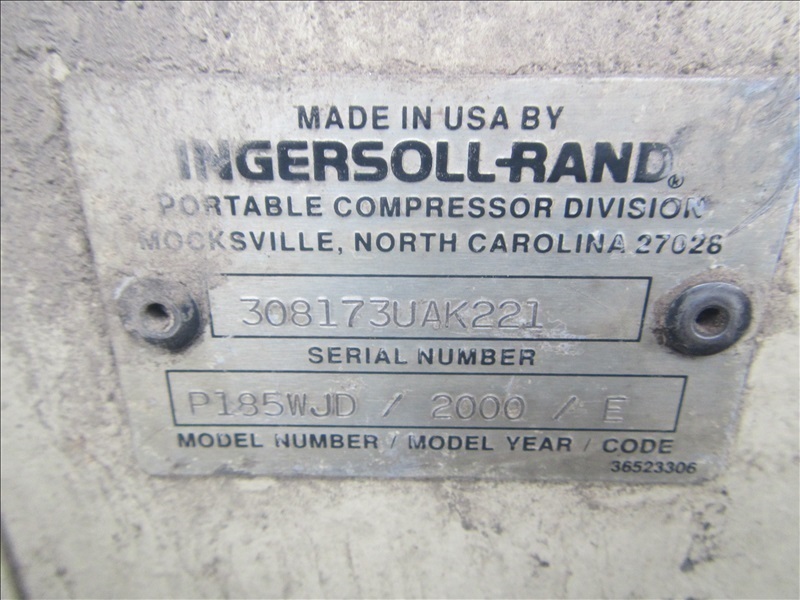 MADE IN USA BY
INGERSOLL-RAND®
PORTABLE COMPRESSOR DIVISION
MOCKSVILLE, NORTH CAROLINA 27028
308173UAK221
SERIAL NUMBER
P185WJD / 2000 / E
MODEL NUMBER / MODEL YEAR / CODE
36523306